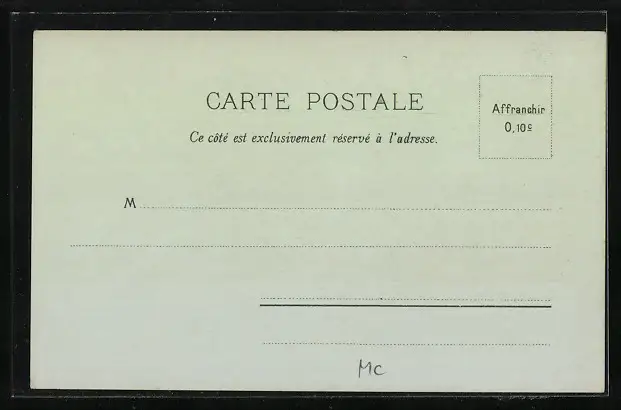 CARTE POSTALE
Ce côté est exclusivement réservé à l'adresse.
Affranchir
0,10c
M
MC